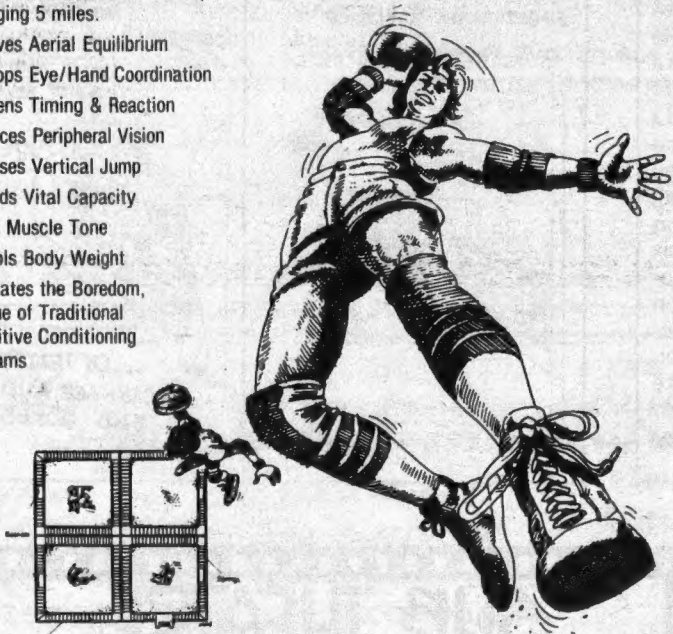 ging 5 miles.
ves Aerial Equilibrium
ops Eye/Hand Coordination
ens Timing & Reaction
ces Peripheral Vision
ses Vertical Jump
ds Vital Capacity
Muscle Tone
ols Body Weight
ates the Boredom,
ue of Traditional
itive Conditioning
ams